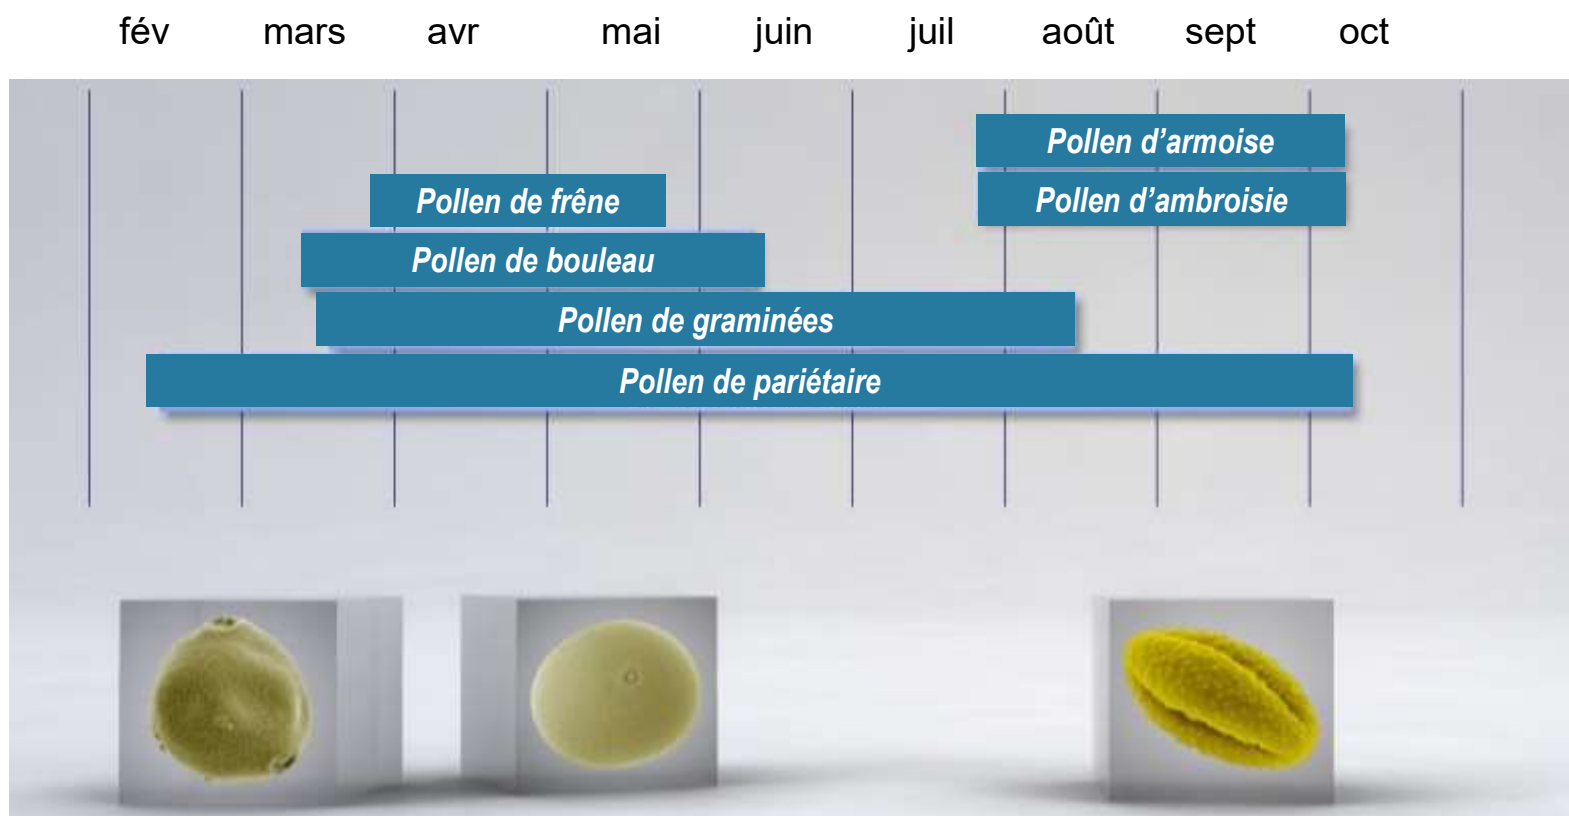 fév mars avr mai juin juil août sept oct
Pollen d’armoise
Pollen de frêne
Pollen d’ambroisie
Pollen de bouleau
Pollen de graminées
Pollen de pariétaire